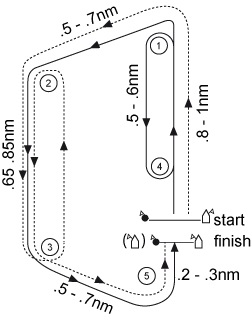 .5 - .7nm
1
2
.5 - .6nm
.8 - 1nm
.65 .85nm
4
start
( ) finish
3
5
.2 - .3nm
.5 - .7nm